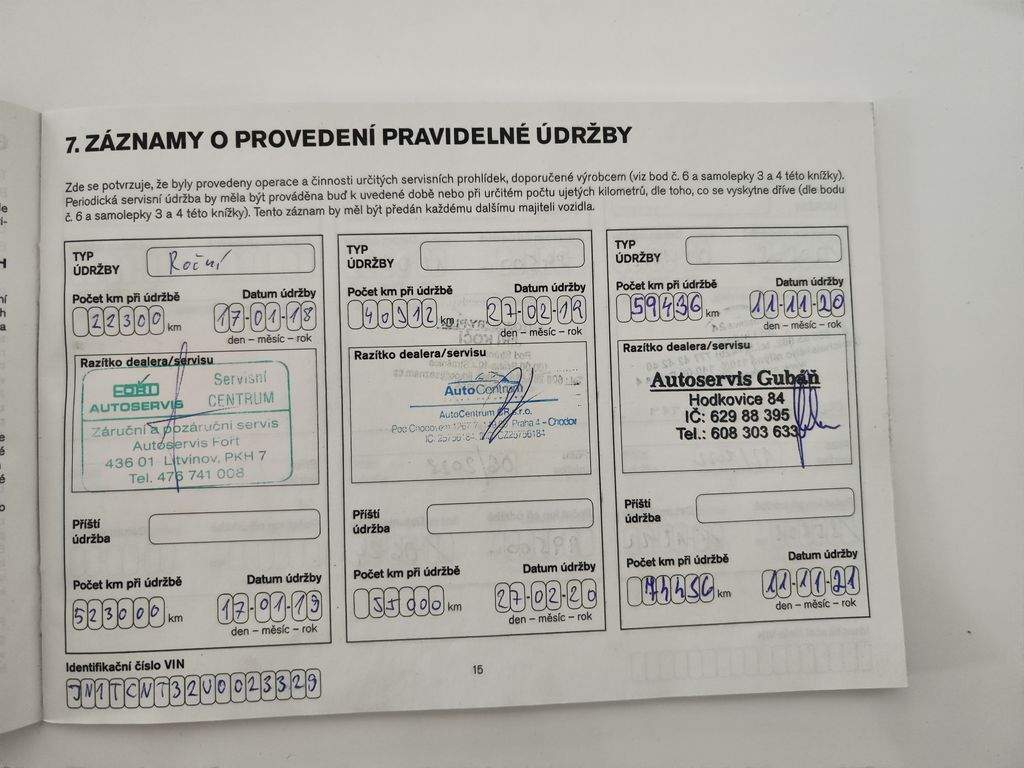 7. ZÁZNAMY O PROVEDENÍ PRAVIDELNÉ ÚDRŽBY
Zde se potvrzuje, že byly provedeny operace a činnosti určitých servisních prohlídek, doporučené výrobcem (viz bod č. 6 a samolepky 3 a 4 této knížky).
Periodická servisní údržba by měla být prováděna buď k uvedené době nebo při určitém počtu ujetých kilometrů, dle toho, co se vyskytne dříve (dle bodu
č. 6 a samolepky 3 a 4 této knížky). Tento záznam by měl být předán každému dalšímu majiteli vozidla.
TYP
ÚDRŽBY
Roční
Počet km při údržbě Datum údržby
22300 km 17-01-18
den – měsíc – rok
Razítko dealera/servisu
FORD
AUTOSERVIS
Servisní
CENTRUM
Záruční a pozáruční servis
Autoservis Fort
436 01 Litvínov, PKH 7
Tel. 476 741 008
Příští
údržba
Počet km při údržbě Datum údržby
523000 km 17-01-19
den – měsíc – rok
Identifikační číslo VIN
JN1TCNT32U0023329
TYP
ÚDRŽBY
Počet km při údržbě Datum údržby
40312 km 27-02-19
den – měsíc – rok
Razítko dealera/servisu
AutoCentrum
AutoCentrum ČR s.r.o.
Praha 4 - Chodov
Příští
údržba
Počet km při údržbě Datum údržby
55000 km 27-02-20
den – měsíc – rok
TYP
ÚDRŽBY
Počet km při údržbě Datum údržby
59436 km 11-11-20
den – měsíc – rok
Razítko dealera/servisu
Autoservis Gubáň
Hodkovice 84
IČ: 629 88 395
Tel.: 608 303 633
Příští
údržba
Počet km při údržbě Datum údržby
74436 km 11-11-21
den – měsíc – rok
15